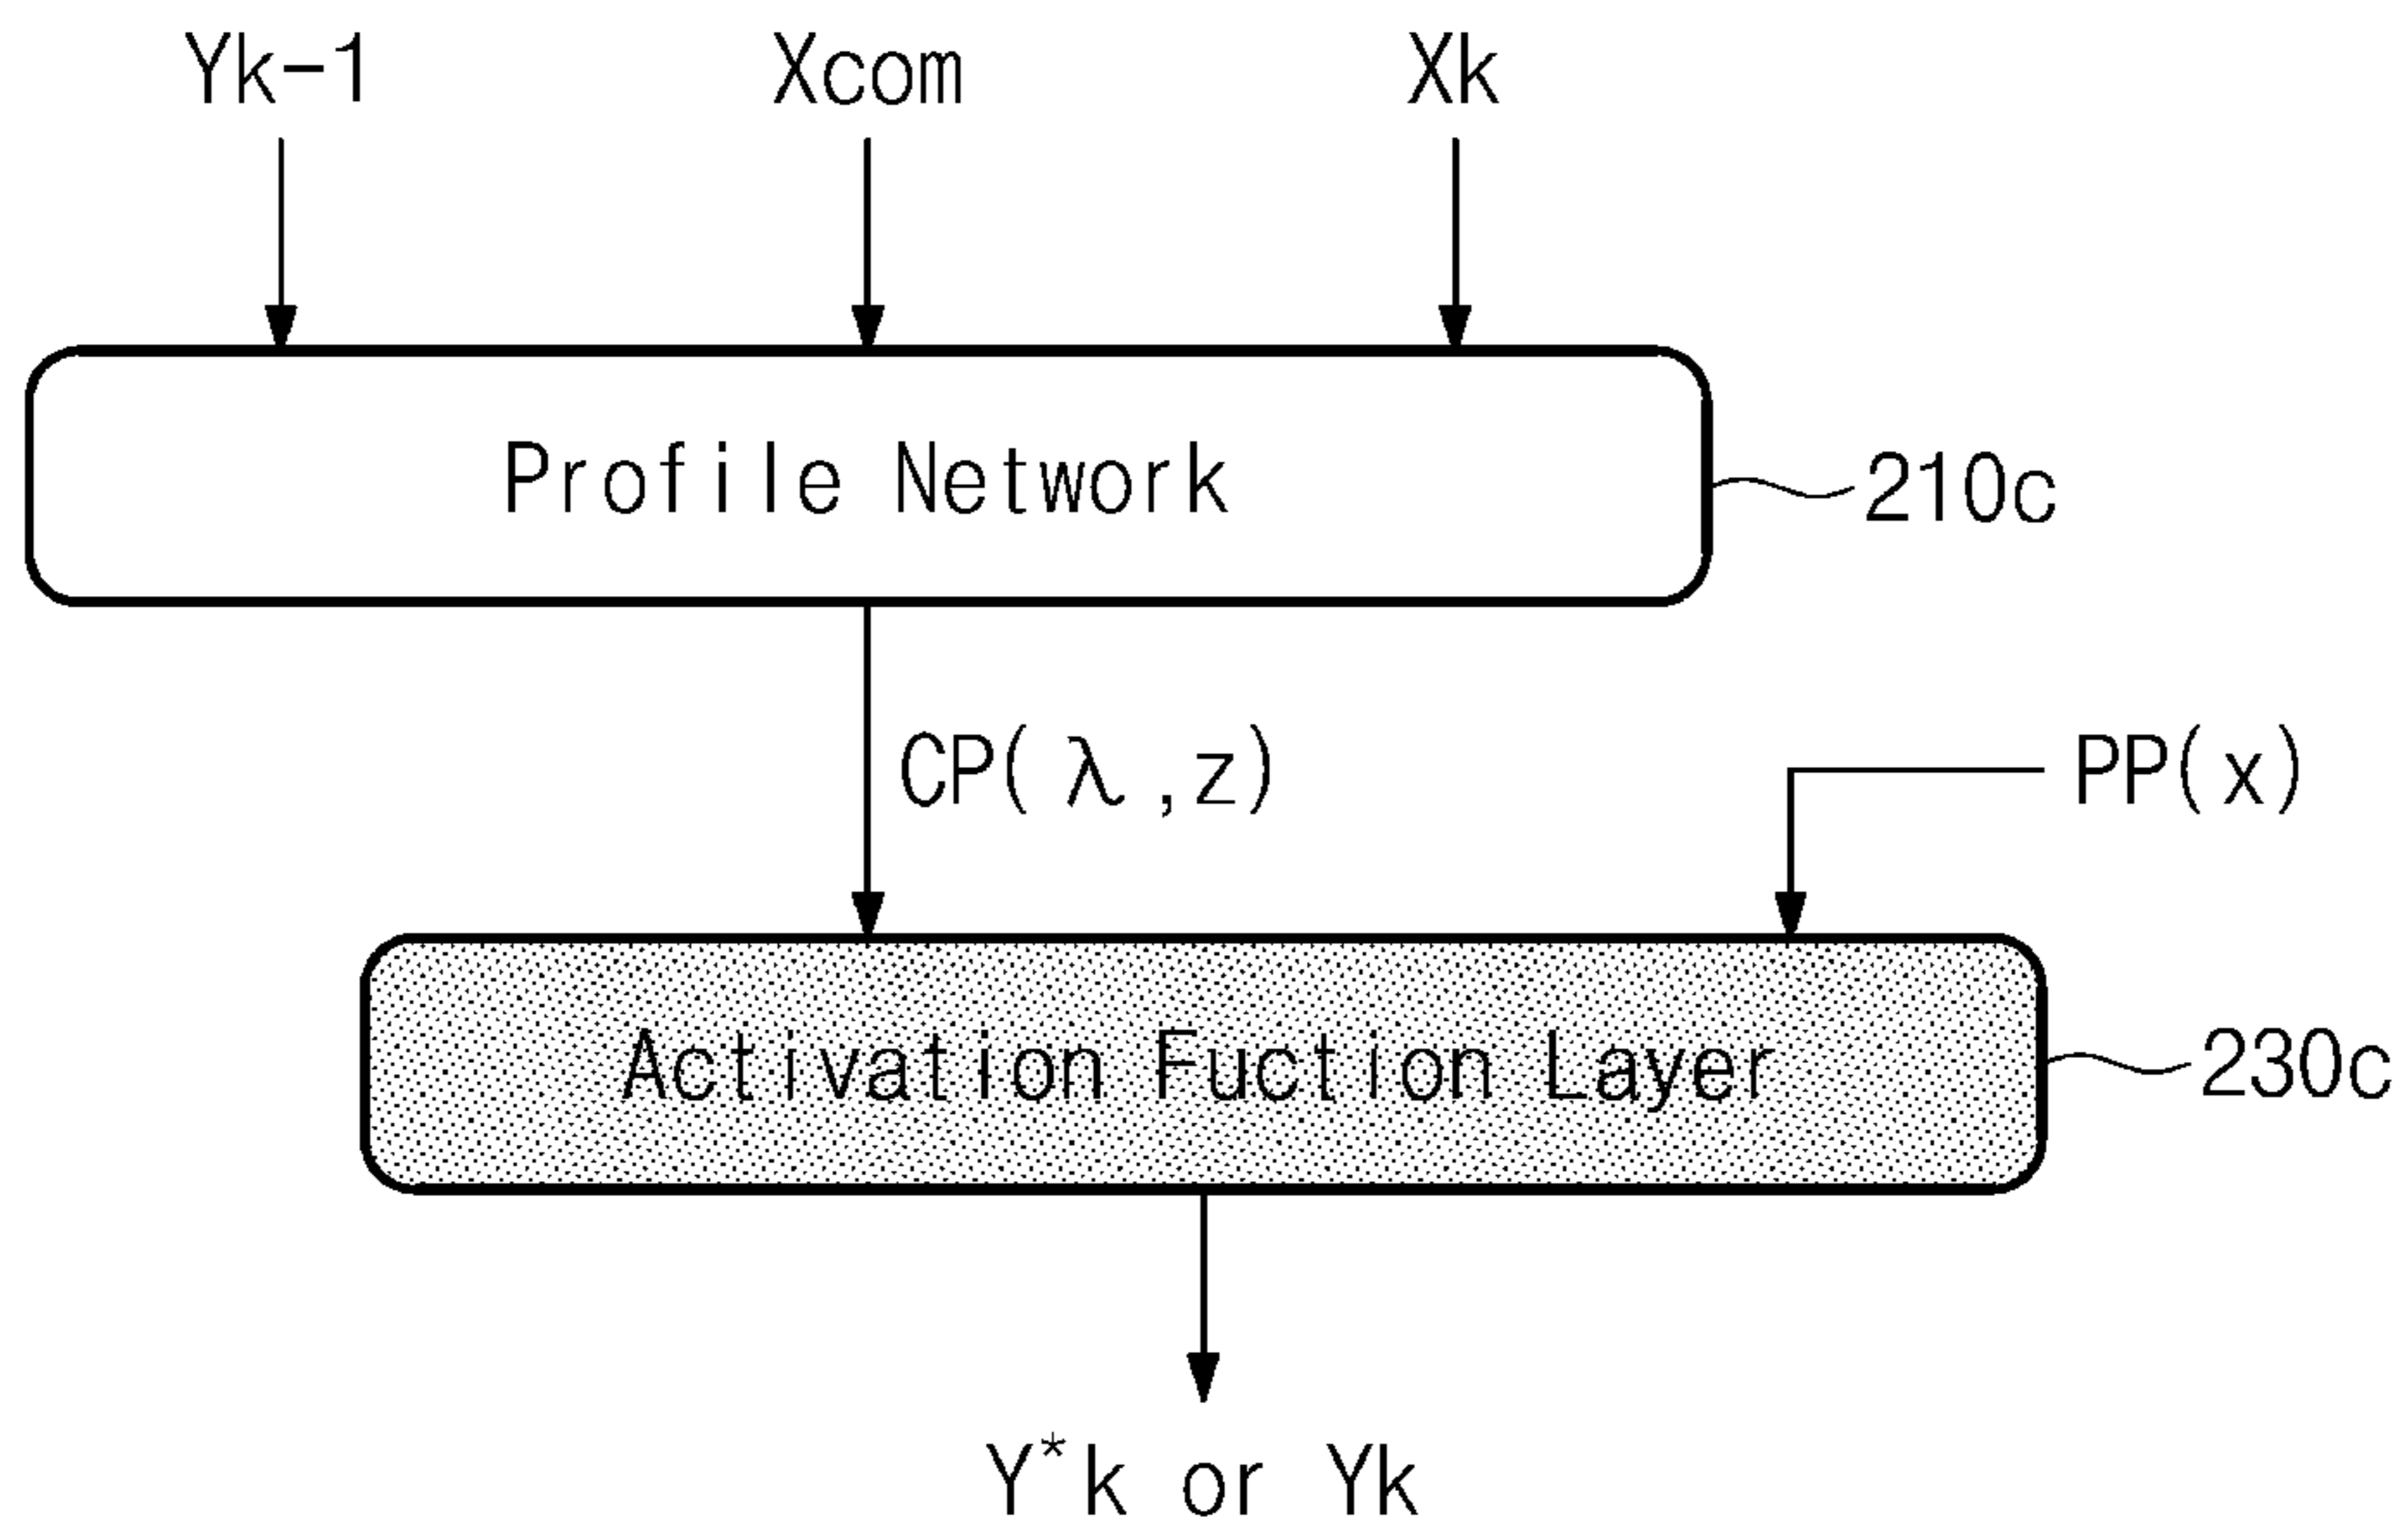 Yk-1 Xcom Xk
Profile Network 210c
CP(λ,z) PP(x)
Activation Fuction Layer 230c
Y*k or Yk